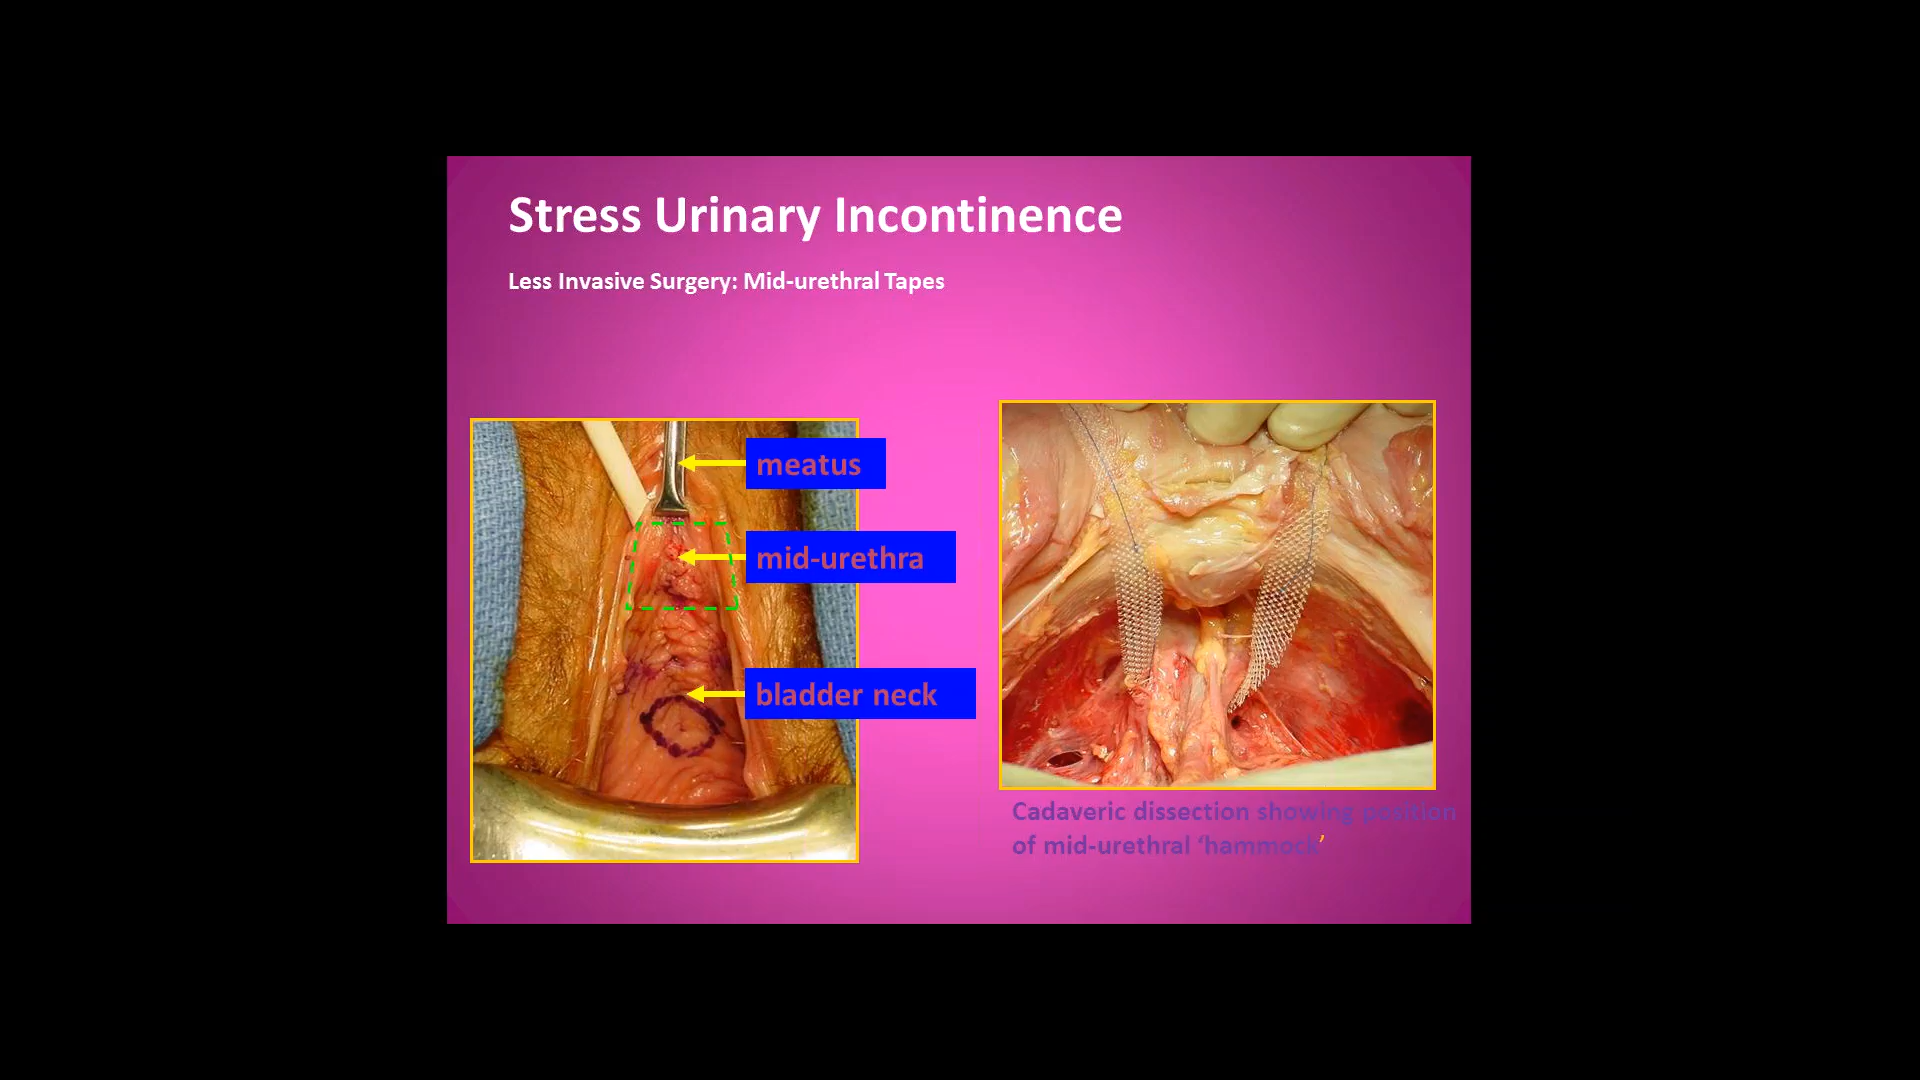 Stress Urinary Incontinence
Less Invasive Surgery: Mid-urethral Tapes
meatus
mid-urethra
bladder neck
Cadaveric dissection showing position
of mid-urethral ‘hammock’